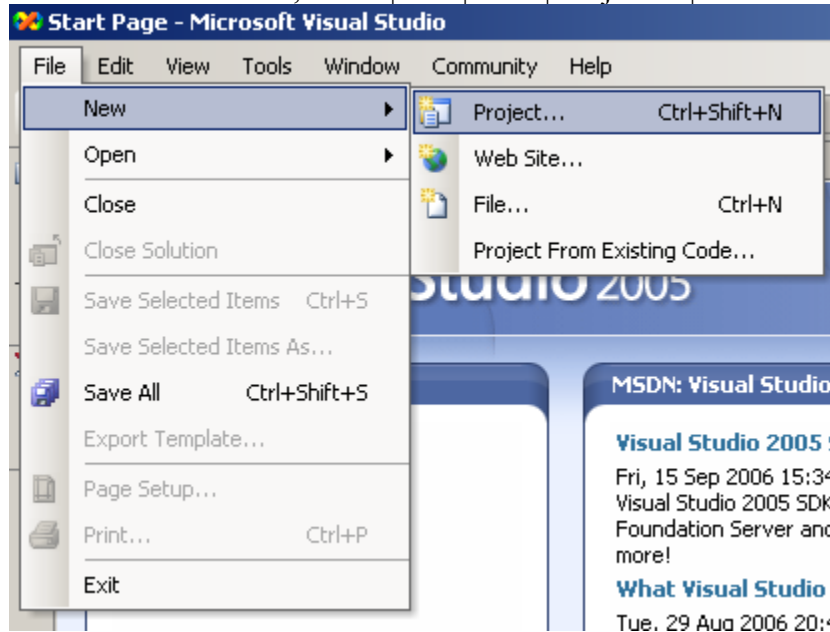 Start Page - Microsoft Visual Studio
File Edit View Tools Window Community Help
New
Open
Close
Close Solution
Save Selected Items Ctrl+S
Save Selected Items As...
Save All Ctrl+Shift+S
Export Template...
Page Setup...
Print... Ctrl+P
Exit
Project... Ctrl+Shift+N
Web Site...
File... Ctrl+N
Project From Existing Code...
Studio 2005
MSDN: Visual Studio
Visual Studio 2005
Fri, 15 Sep 2006 15:34
Visual Studio 2005 SDK
Foundation Server and
more!
What Visual Studio
Tue, 29 Aug 2006 20:4